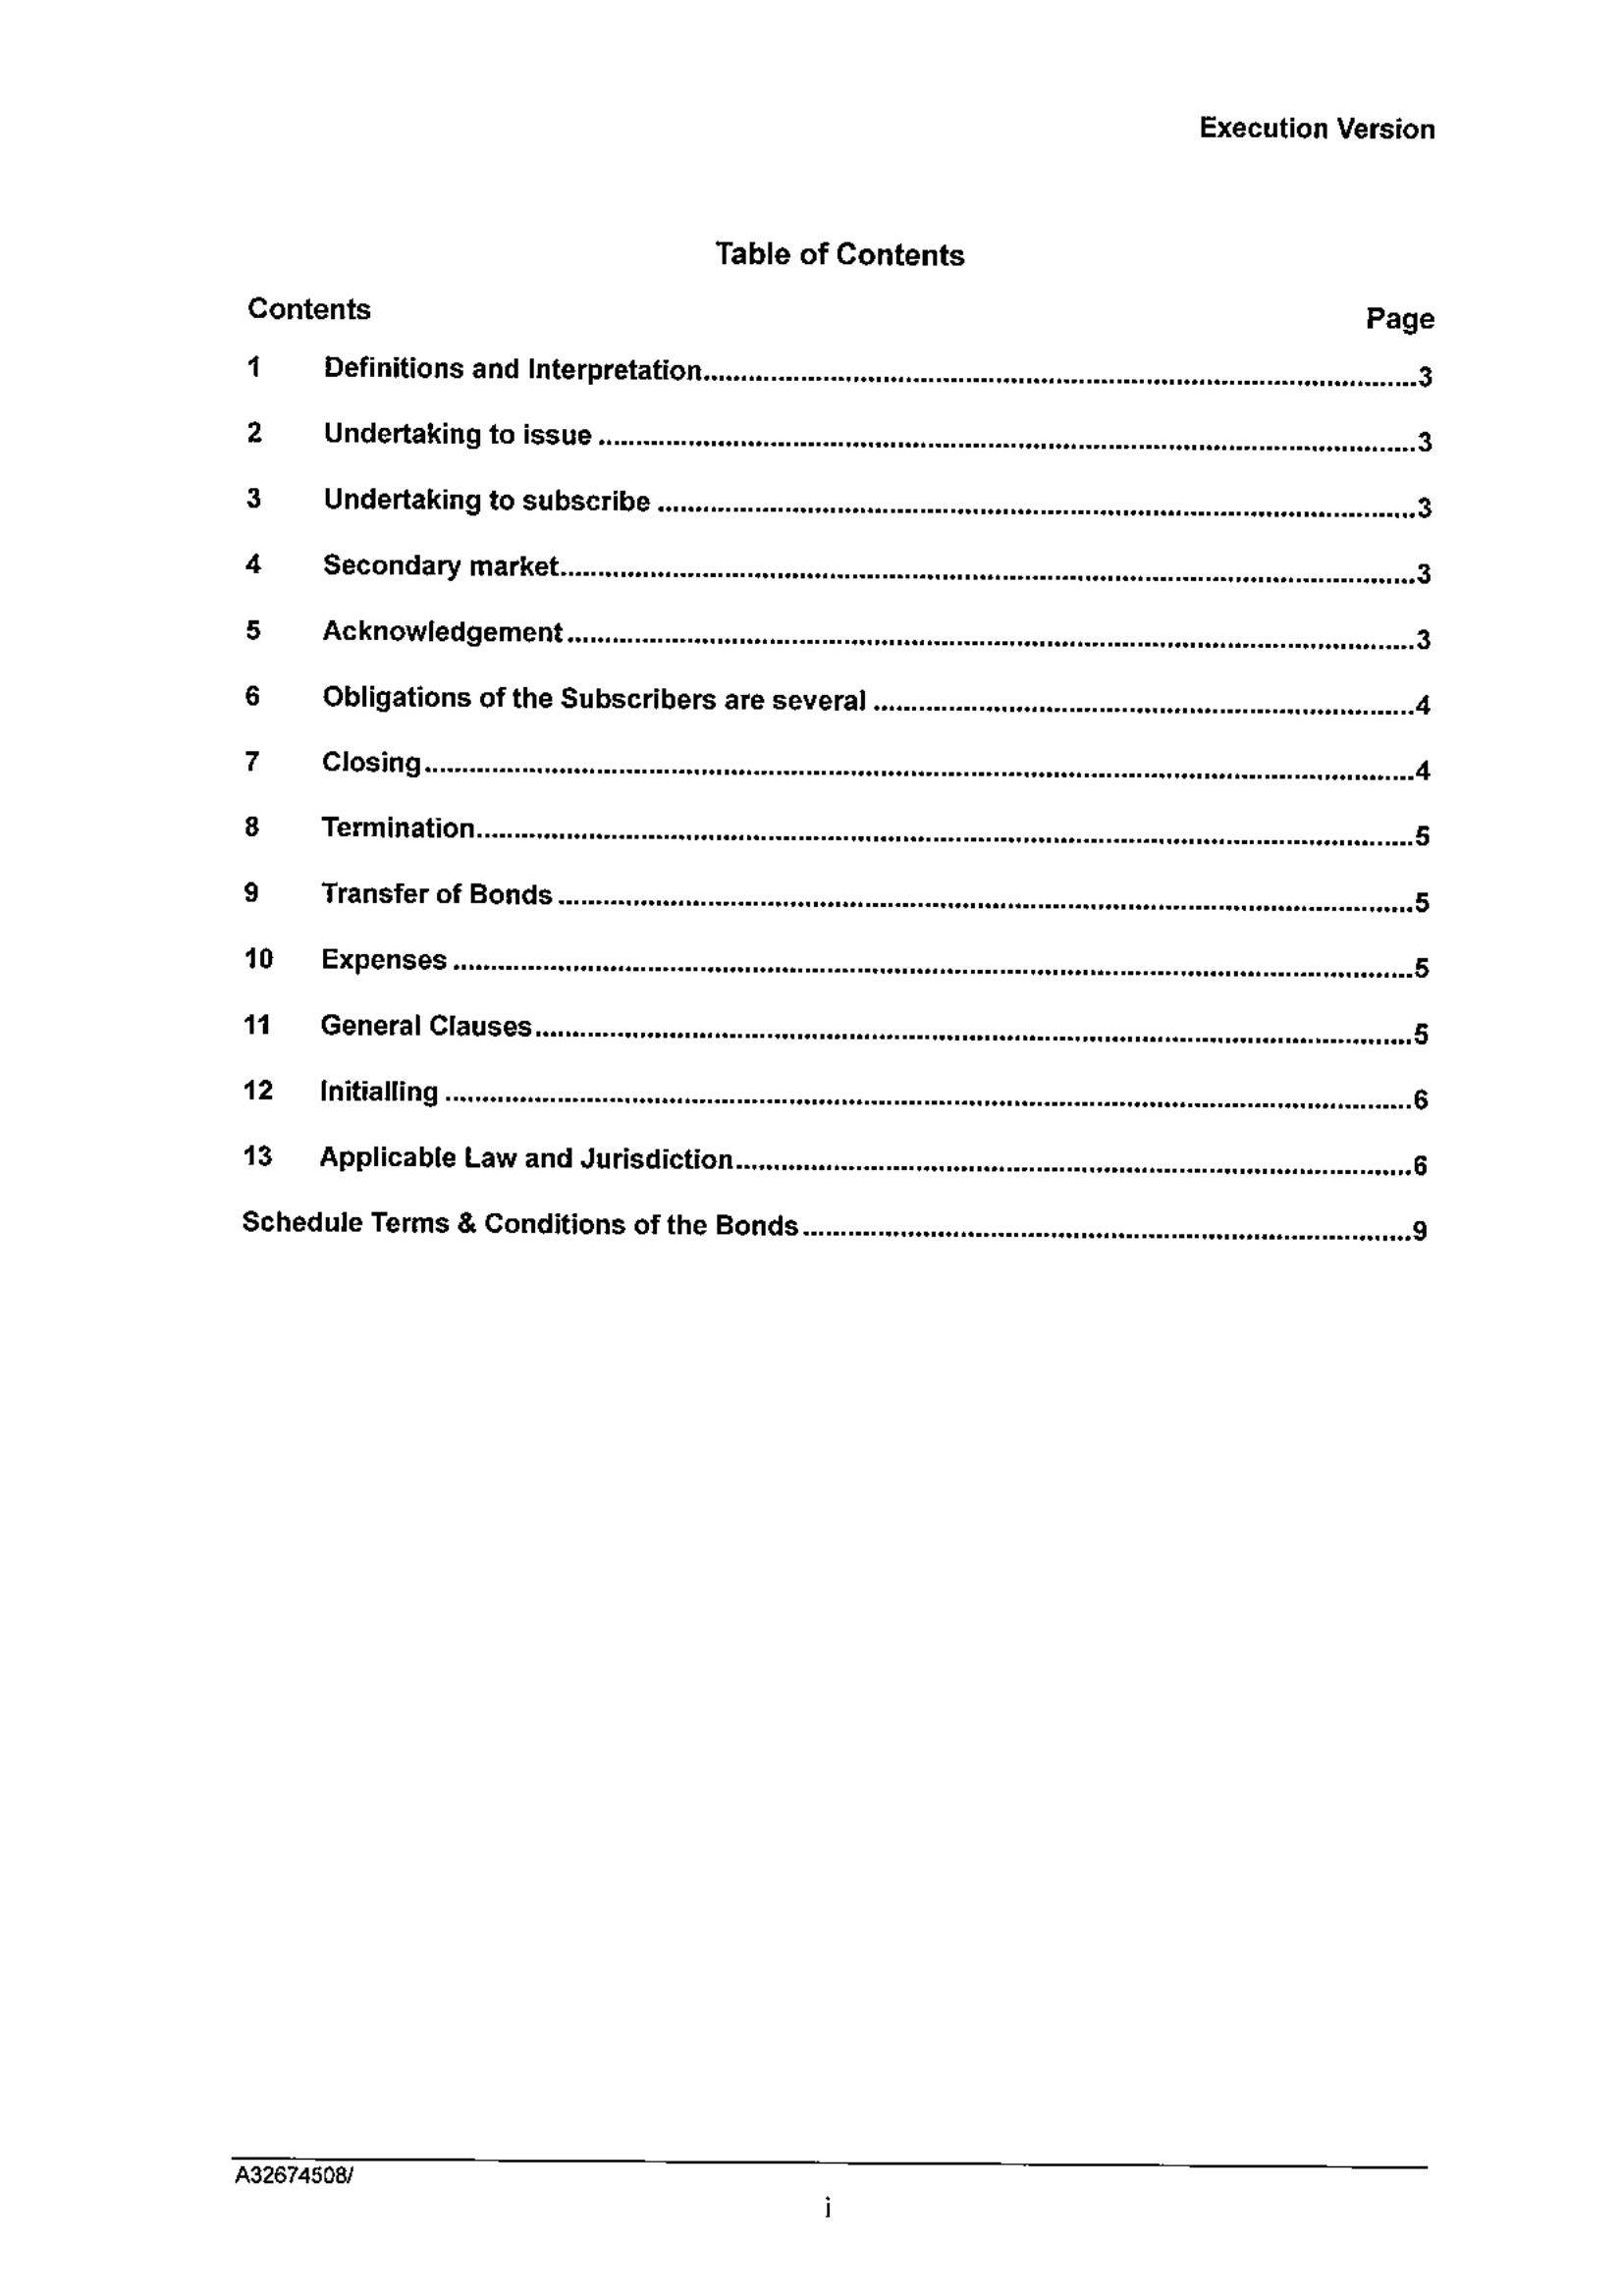 Execution Version
Table of Contents
Contents Page
1 Definitions and Interpretation........3
2 Undertaking to issue........3
3 Undertaking to subscribe........3
4 Secondary market........3
5 Acknowledgement........3
6 Obligations of the Subscribers are several........4
7 Closing........4
8 Termination........5
9 Transfer of Bonds........5
10 Expenses........5
11 General Clauses........5
12 Initialling........6
13 Applicable Law and Jurisdiction........6
Schedule Terms & Conditions of the Bonds........9
A32674508/
i